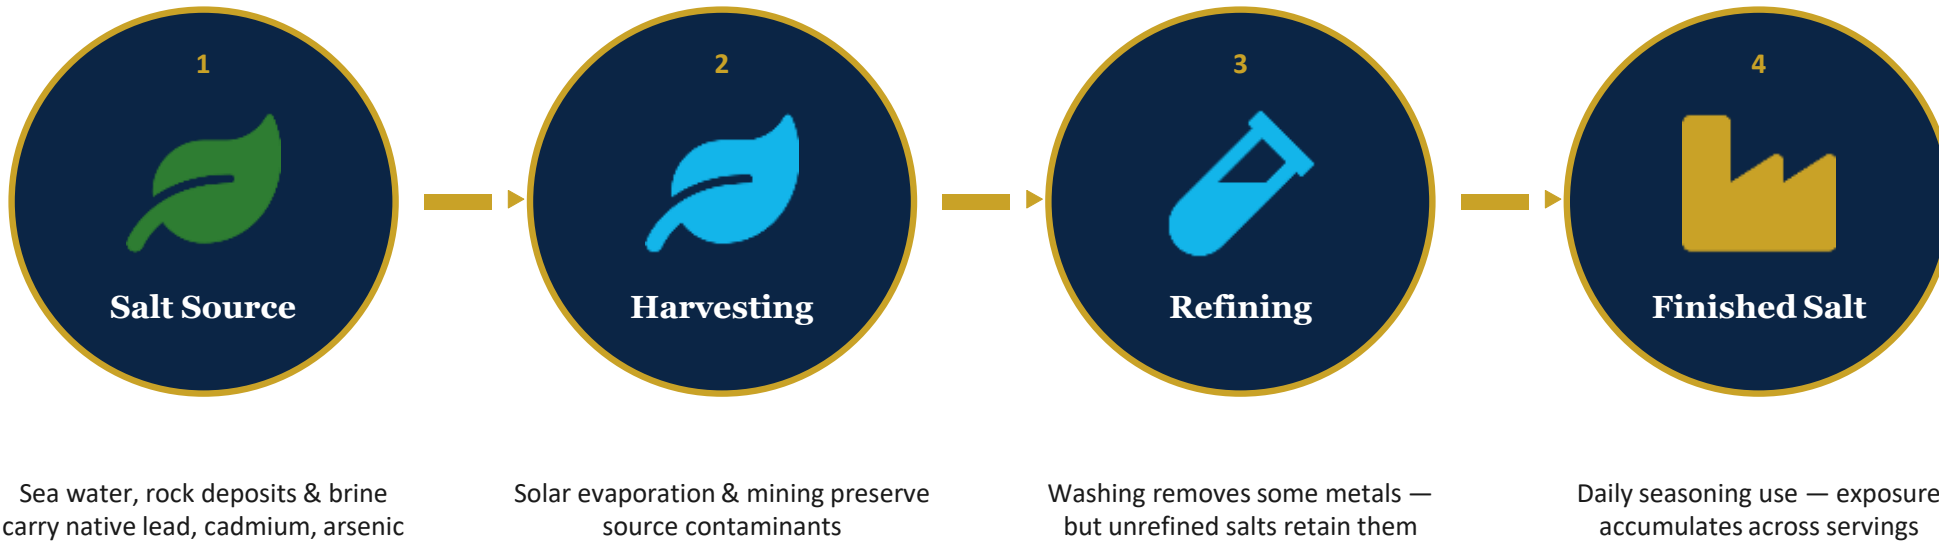 1
Salt Source
Sea water, rock deposits & brine
carry native lead, cadmium, arsenic
2
Harvesting
Solar evaporation & mining preserve
source contaminants
3
Refining
Washing removes some metals —
but unrefined salts retain them
4
Finished Salt
Daily seasoning use — exposure
accumulates across servings